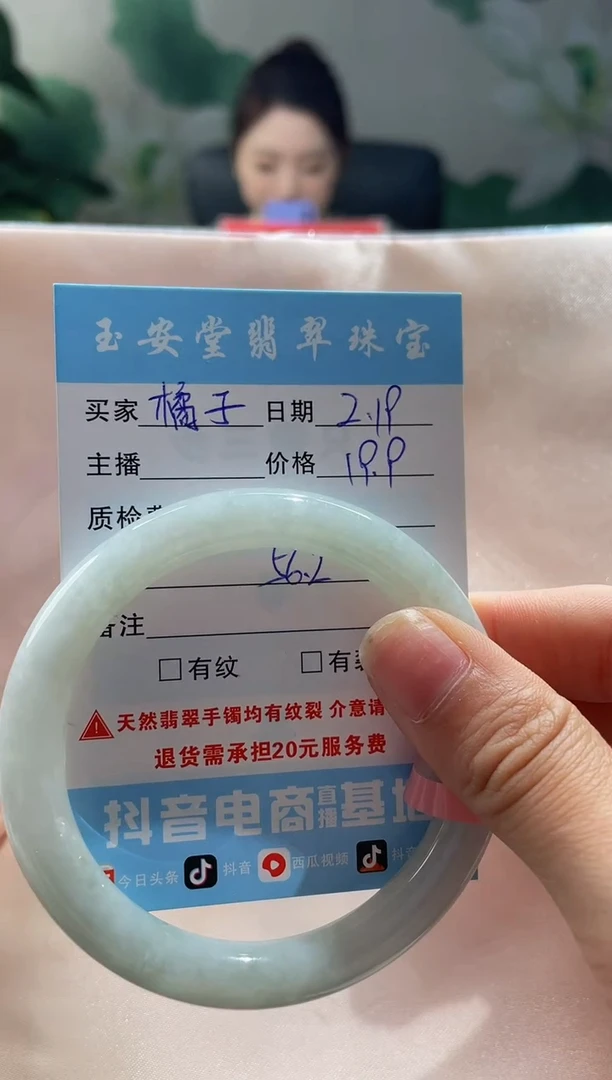 玉安堂翡翠珠宝
买家 橘子 日期 2.19
主播 价格 19.9
质检
56.2
备注
□有纹 □有
天然翡翠手镯均有纹裂 介意请
退货需承担20元服务费
抖音电商直播基地
今日头条 抖音 西瓜视频 抖音